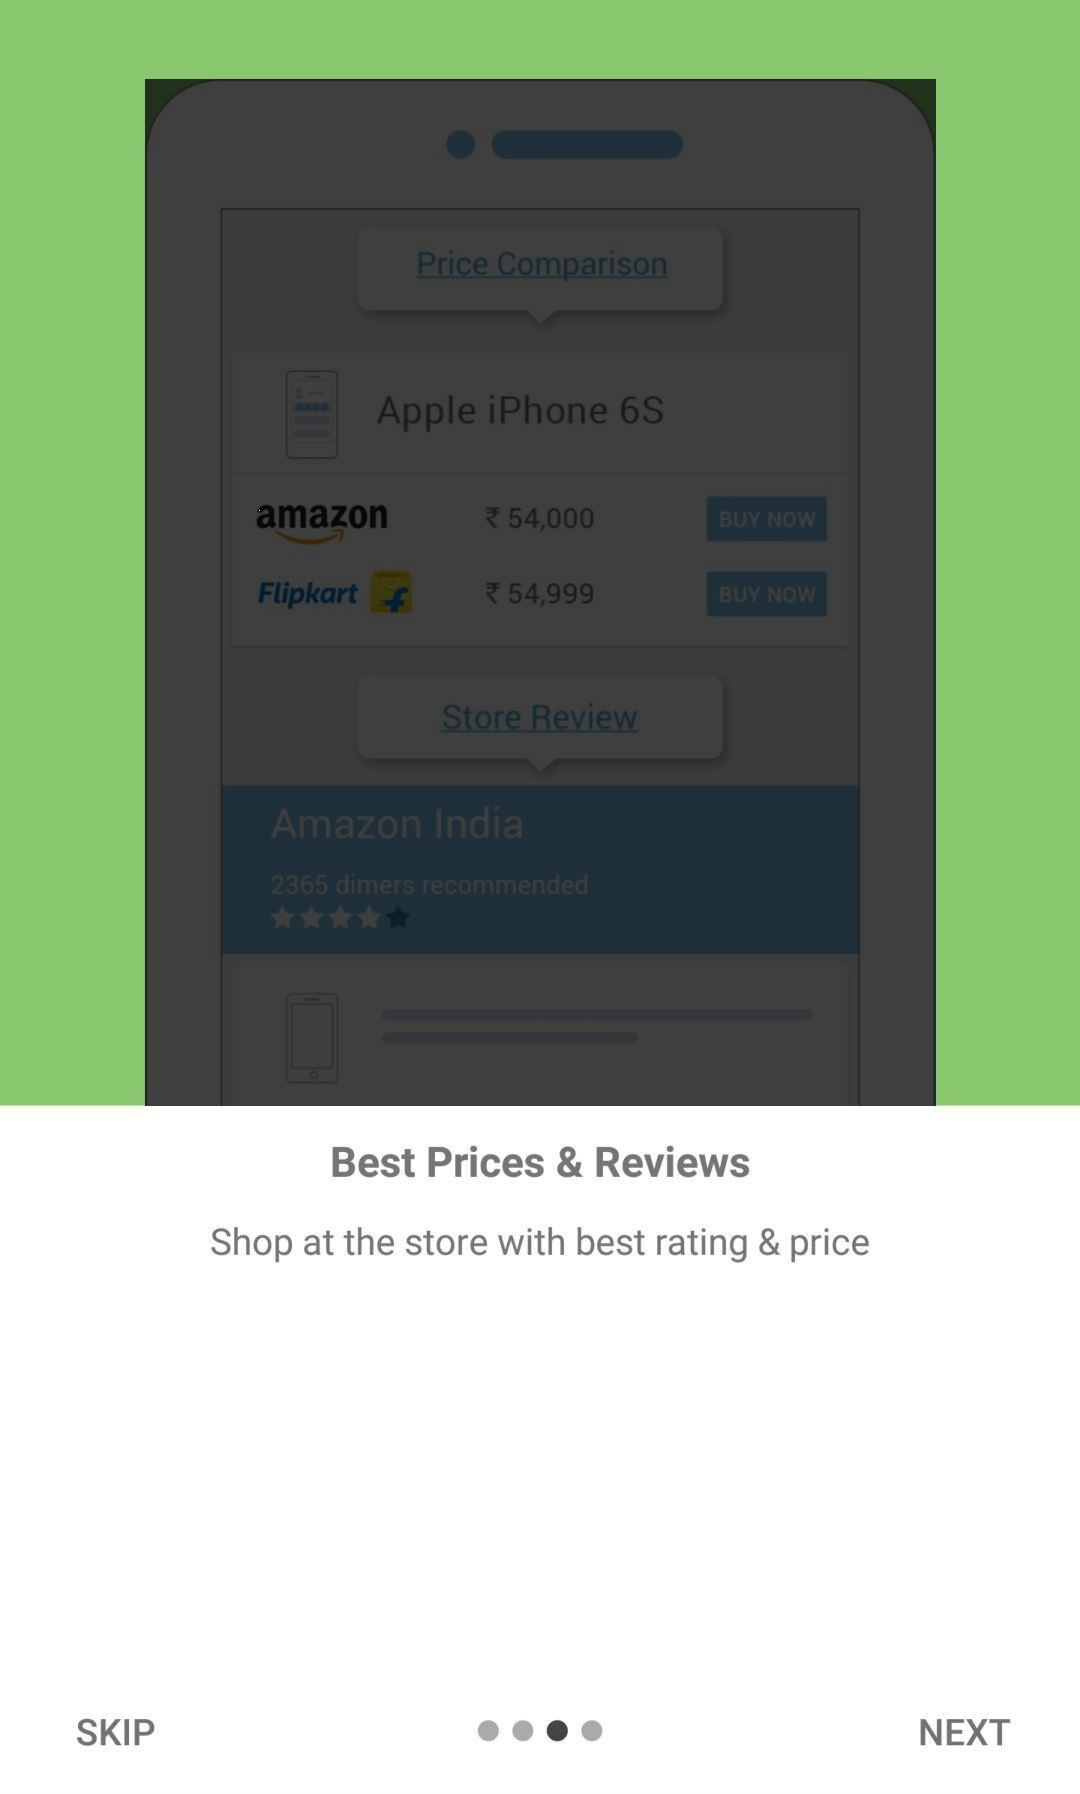 Price Comparison
Apple iPhone 6S
amazon ₹ 54,000 BUY NOW
Flipkart ₹ 54,999 BUY NOW
Store Review
Amazon India
2365 dimers recommended
Best Prices & Reviews
Shop at the store with best rating & price
SKIP NEXT